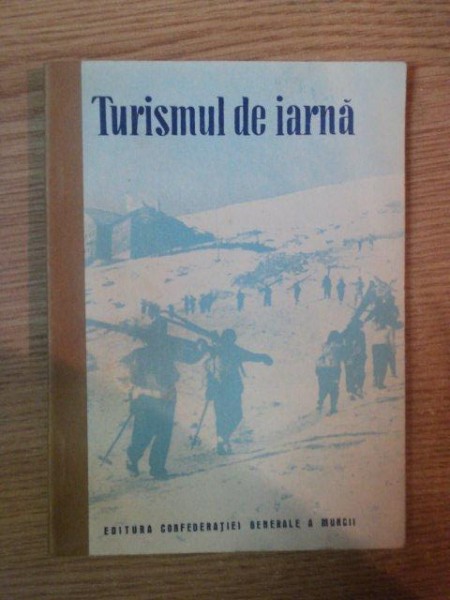 Turismul de iarnă
EDITURA CONFEDERAȚIEI GENERALE A MUNCII